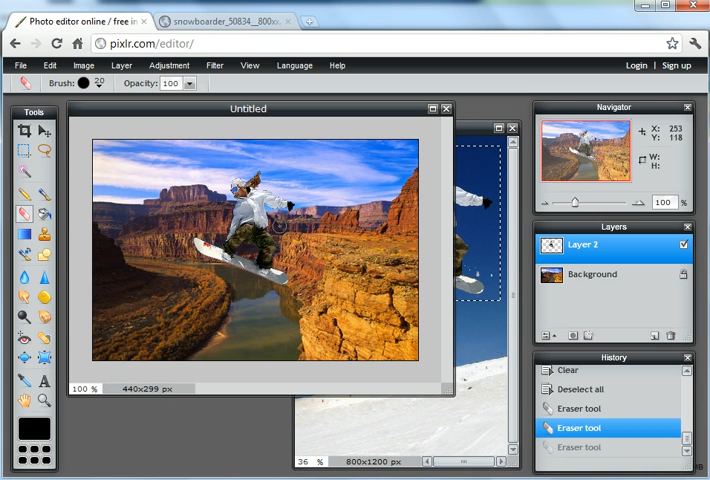 Photo editor online / free in
snowboarder_50834__800xx
pixlr.com/editor/
File Edit Image Layer Adjustment Filter View Language Help Login | Sign up
Brush: 20 Opacity: 100
Tools
Untitled
100 % 440x299 px
36 % 800x1200 px
Navigator
X: 253
Y: 118
W:
H:
100 %
Layers
Layer 2
Background
History
Clear
Deselect all
Eraser tool
Eraser tool
Eraser tool